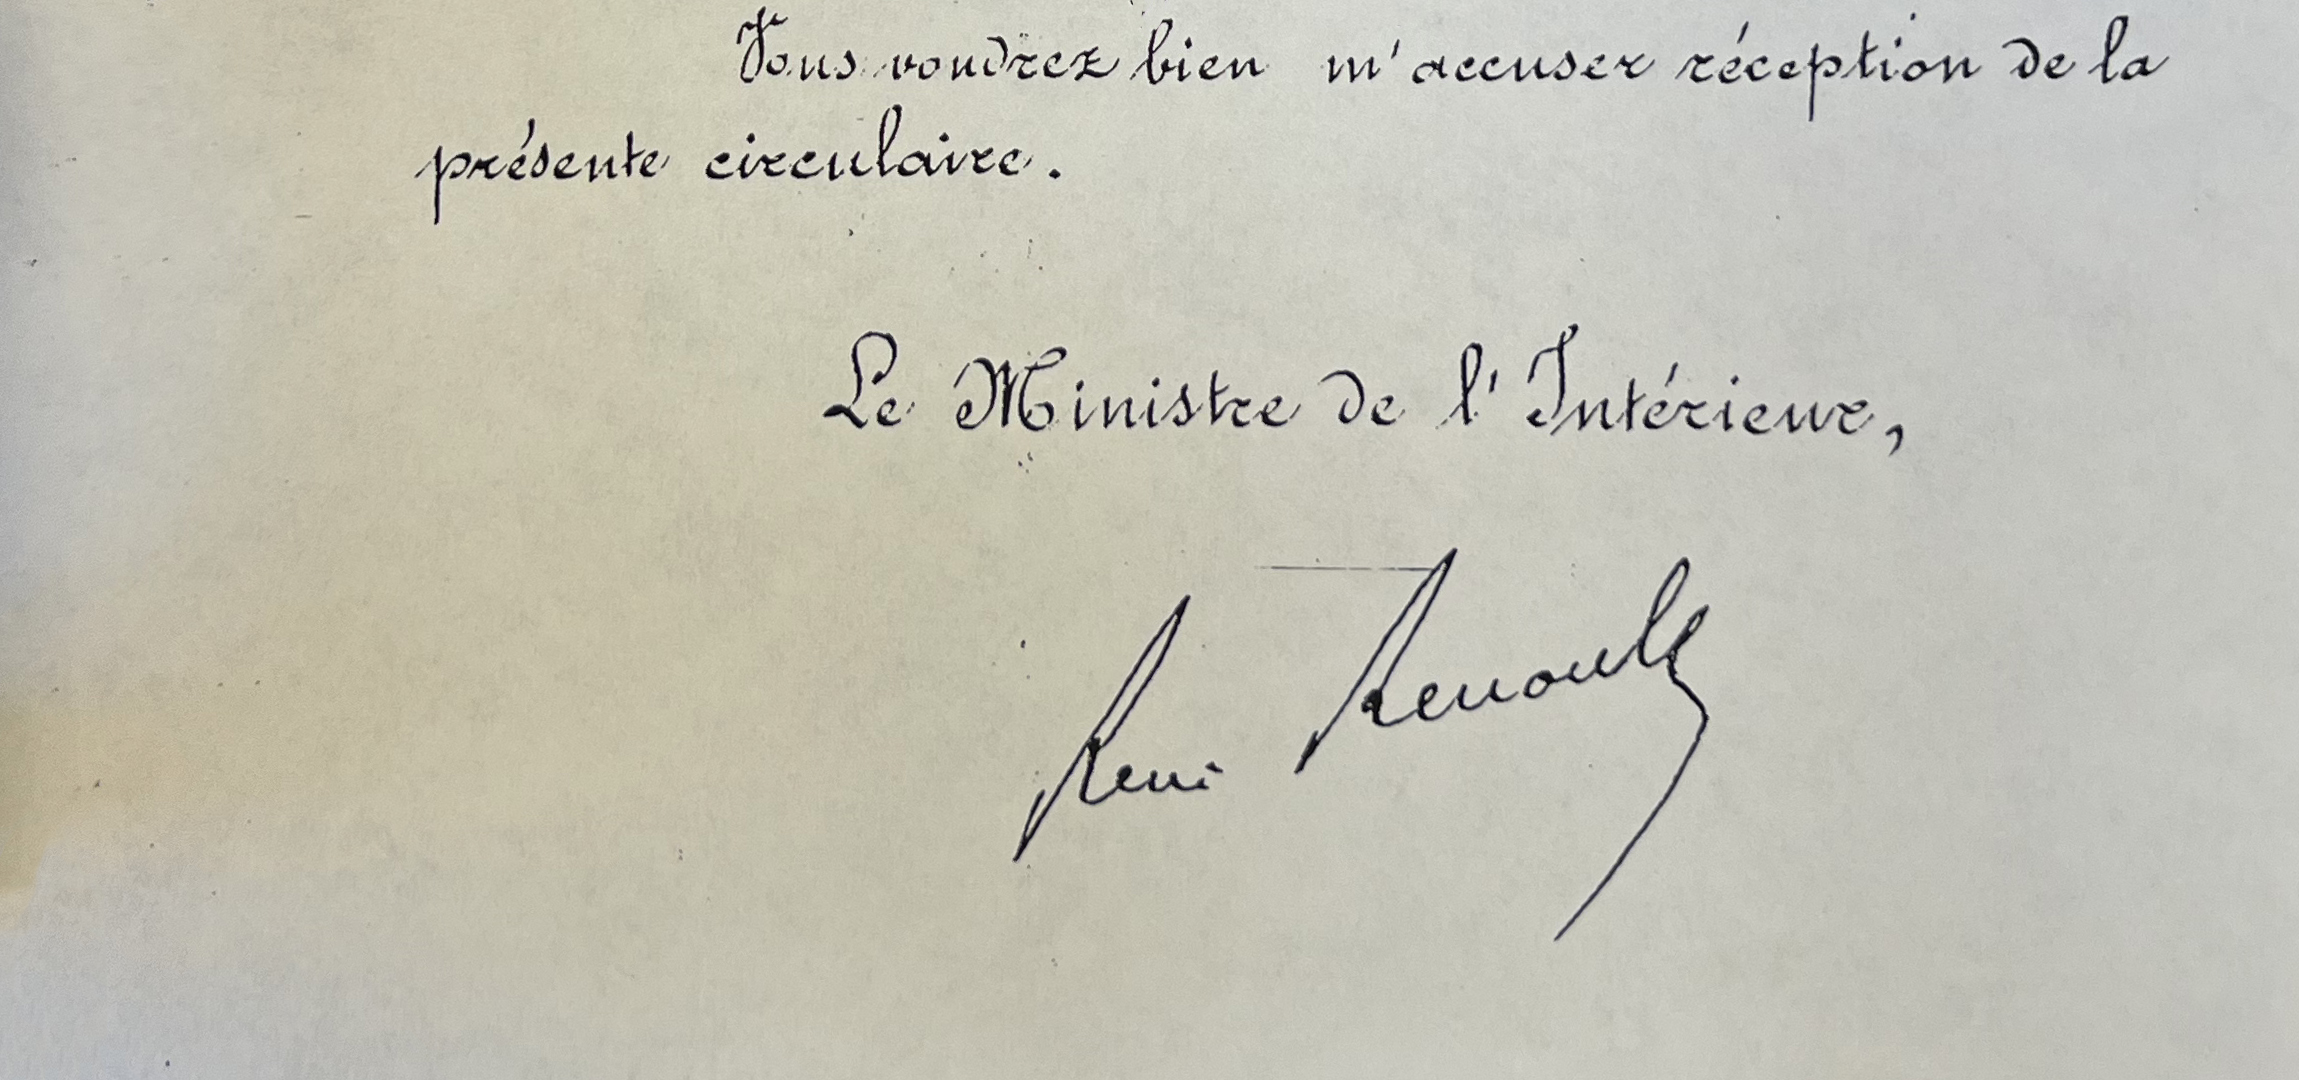 Vous voudrez bien m'accuser réception de la
présente circulaire.
Le Ministre de l'Intérieur,
René Renoult